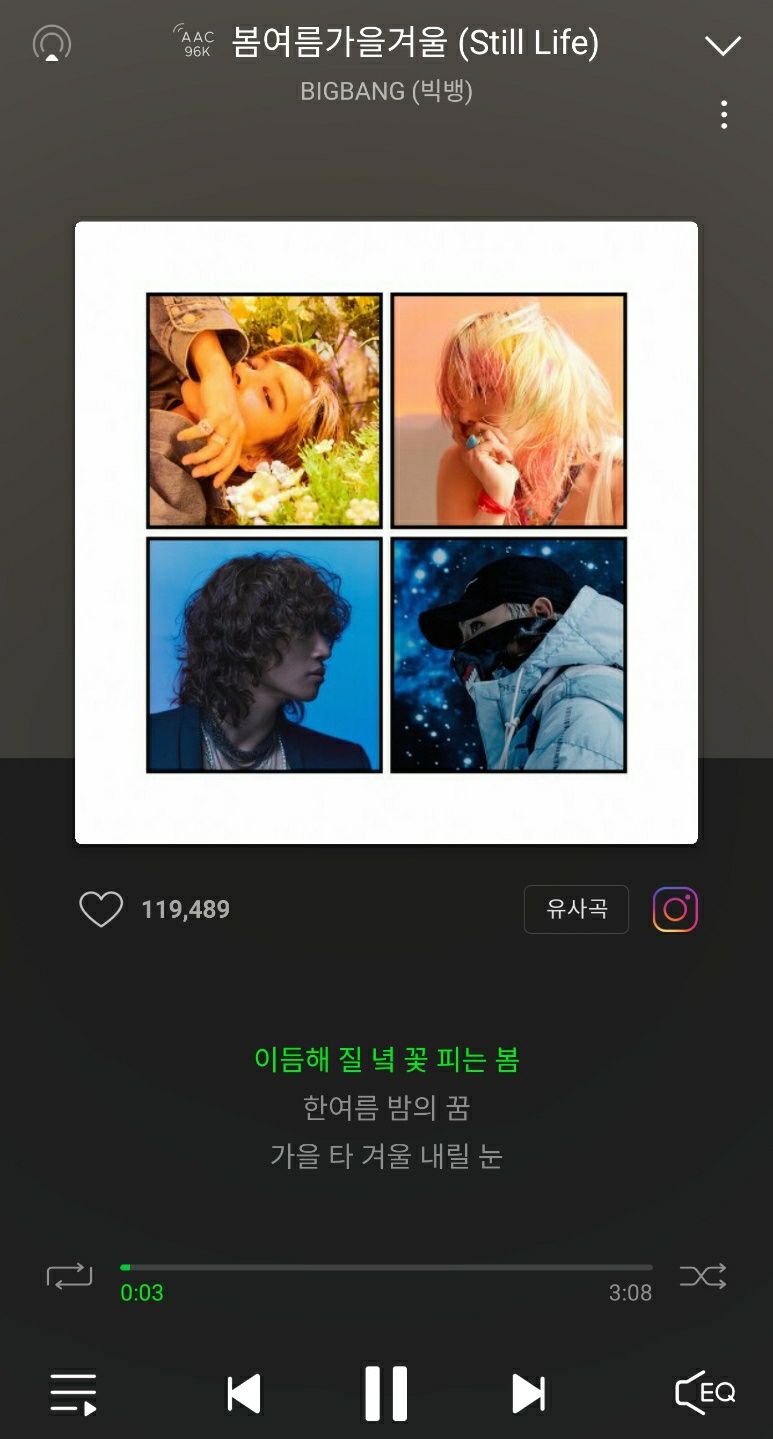 AAC
96K
봄여름가을겨울 (Still Life)
BIGBANG (빅뱅)
119,489
유사곡
이듬해 질 녘 꽃 피는 봄
한여름 밤의 꿈
가을 타 겨울 내릴 눈
0:03
3:08
EQ